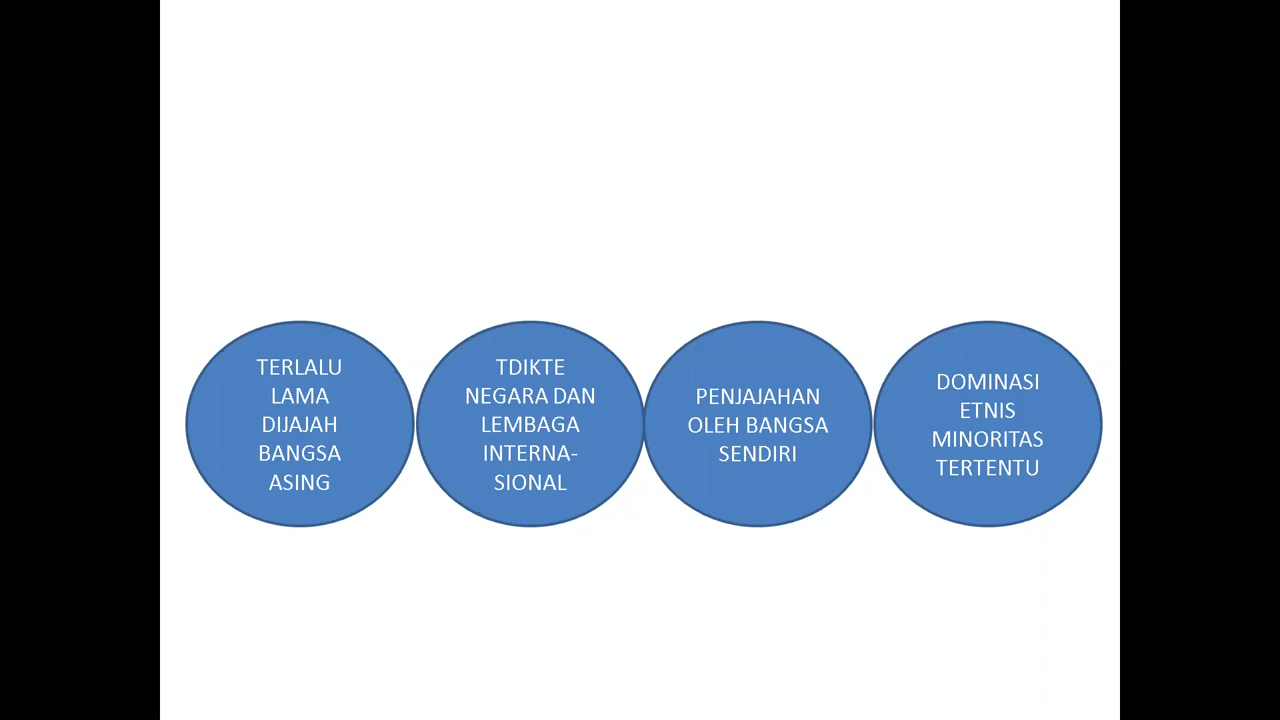 TERLALU
LAMA
DIJAJAH
BANGSA
ASING
TDIKTE
NEGARA DAN
LEMBAGA
INTERNA-
SIONAL
PENJAJAHAN
OLEH BANGSA
SENDIRI
DOMINASI
ETNIS
MINORITAS
TERTENTU